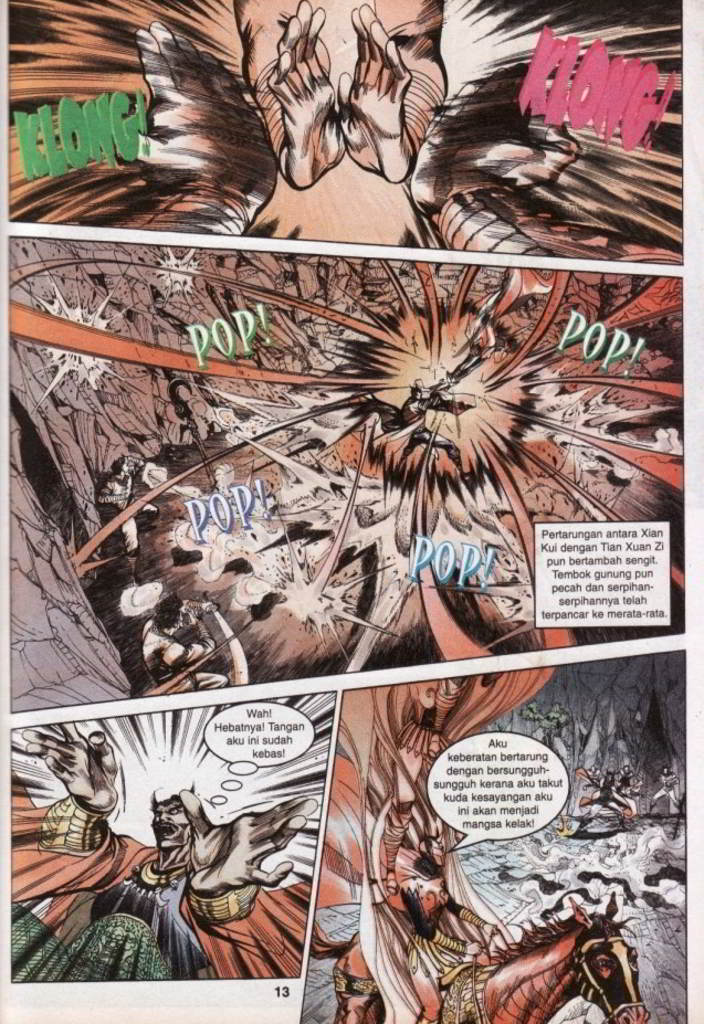 KLONG!
KLONG!
POP!
POP!
POP!
POP!
Pertarungan antara Xian
Kui dengan Tian Xuan Zi
pun bertambah sengit.
Tembok gunung pun
pecah dan serpihan-
serpihannya telah
terpancar ke merata-rata.
Wah!
Hebatnya! Tangan
aku ini sudah
kebas!
Aku
keberatan bertarung
dengan bersungguh-
sungguh kerana aku takut
kuda kesayangan aku
ini akan menjadi
mangsa kelak!
13